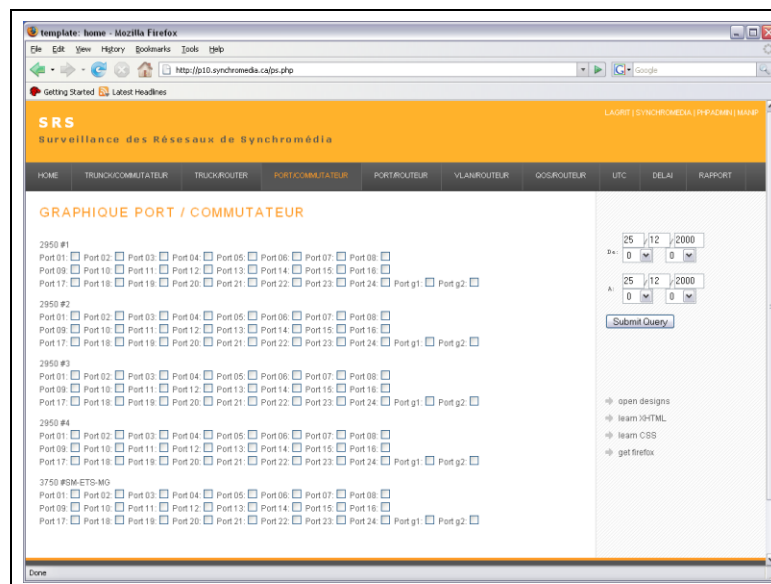 template: home - Mozilla Firefox
File Edit View History Bookmarks Tools Help
http://p10.synchromedia.ca/ps.php
Google
Getting Started Latest Headlines
LAGRIT | SYNCHROMEDIA | PHPADMIN | MANIP
SRS
Surveillance des Résesaux de Synchromédia
HOME TRUNCK/COMMUTATEUR TRUCK/ROUTER PORT/COMMUTATEUR PORT/ROUTEUR VLAN/ROUTEUR QOS/ROUTEUR UTC DELAI RAPPORT
GRAPHIQUE PORT / COMMUTATEUR
2950 #1
Port 01: Port 02: Port 03: Port 04: Port 05: Port 06: Port 07: Port 08:
Port 09: Port 10: Port 11: Port 12: Port 13: Port 14: Port 15: Port 16:
Port 17: Port 18: Port 19: Port 20: Port 21: Port 22: Port 23: Port 24: Port g1: Port g2:
2950 #2
Port 01: Port 02: Port 03: Port 04: Port 05: Port 06: Port 07: Port 08:
Port 09: Port 10: Port 11: Port 12: Port 13: Port 14: Port 15: Port 16:
Port 17: Port 18: Port 19: Port 20: Port 21: Port 22: Port 23: Port 24: Port g1: Port g2:
2950 #3
Port 01: Port 02: Port 03: Port 04: Port 05: Port 06: Port 07: Port 08:
Port 09: Port 10: Port 11: Port 12: Port 13: Port 14: Port 15: Port 16:
Port 17: Port 18: Port 19: Port 20: Port 21: Port 22: Port 23: Port 24: Port g1: Port g2:
2950 #4
Port 01: Port 02: Port 03: Port 04: Port 05: Port 06: Port 07: Port 08:
Port 09: Port 10: Port 11: Port 12: Port 13: Port 14: Port 15: Port 16:
Port 17: Port 18: Port 19: Port 20: Port 21: Port 22: Port 23: Port 24: Port g1: Port g2:
3750 #SM-ETS-MG
Port 01: Port 02: Port 03: Port 04: Port 05: Port 06: Port 07: Port 08:
Port 09: Port 10: Port 11: Port 12: Port 13: Port 14: Port 15: Port 16:
Port 17: Port 18: Port 19: Port 20: Port 21: Port 22: Port 23: Port 24: Port g1: Port g2:
25 / 12 / 2000
De: 0 0
25 / 12 / 2000
A: 0 0
Submit Query
open designs
learn XHTML
learn CSS
get firefox
Done